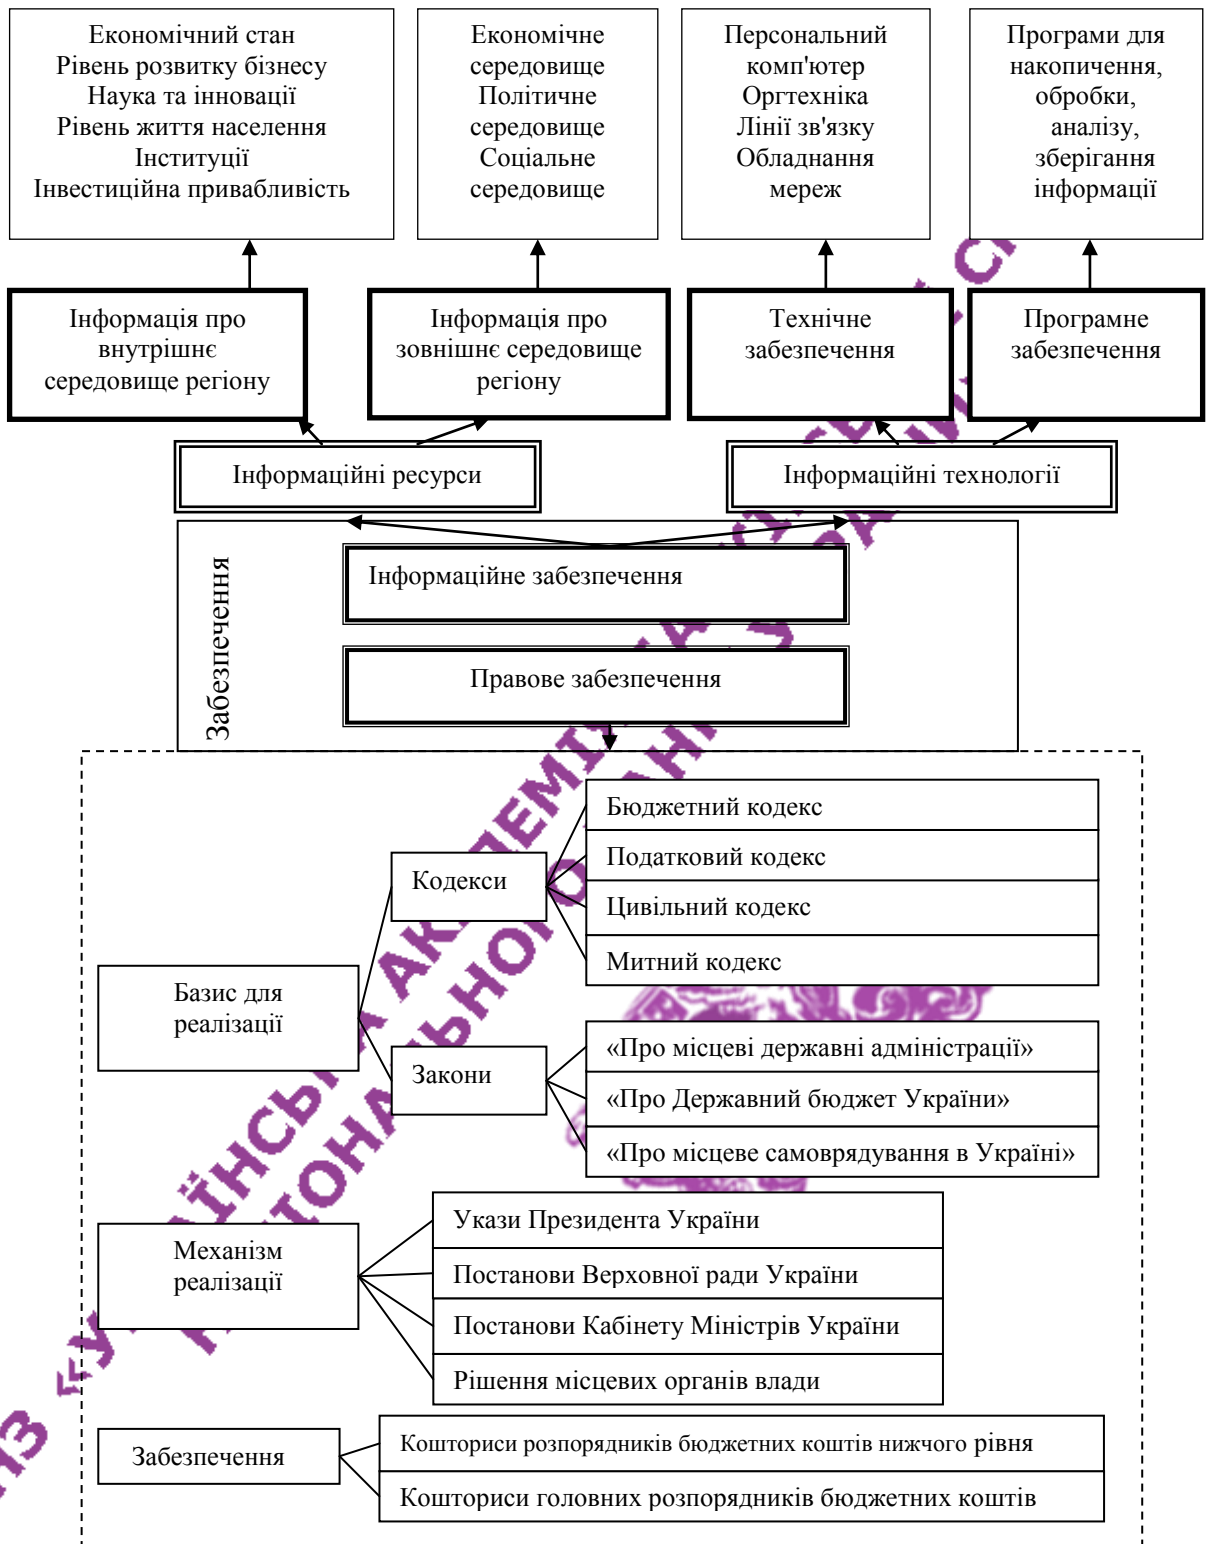 Економічний стан
Рівень розвитку бізнесу
Наука та інновації
Рівень життя населення
Інституції
Інвестиційна привабливість
Економічне
середовище
Політичне
середовище
Соціальне
середовище
Персональний
комп'ютер
Оргтехніка
Лінії зв'язку
Обладнання
мереж
Програми для
накопичення,
обробки,
аналізу,
зберігання
інформації
Інформація про
внутрішнє
середовище регіону
Інформація про
зовнішнє середовище
регіону
Технічне
забезпечення
Програмне
забезпечення
Інформаційні ресурси
Інформаційні технології
Забезпечення
Інформаційне забезпечення
Правове забезпечення
Базис для
реалізації
Кодекси
Бюджетний кодекс
Податковий кодекс
Цивільний кодекс
Митний кодекс
Закони
«Про місцеві державні адміністрації»
«Про Державний бюджет України»
«Про місцеве самоврядування в Україні»
Механізм
реалізації
Укази Президента України
Постанови Верховної ради України
Постанови Кабінету Міністрів України
Рішення місцевих органів влади
Забезпечення
Кошториси розпорядників бюджетних коштів нижчого рівня
Кошториси головних розпорядників бюджетних коштів